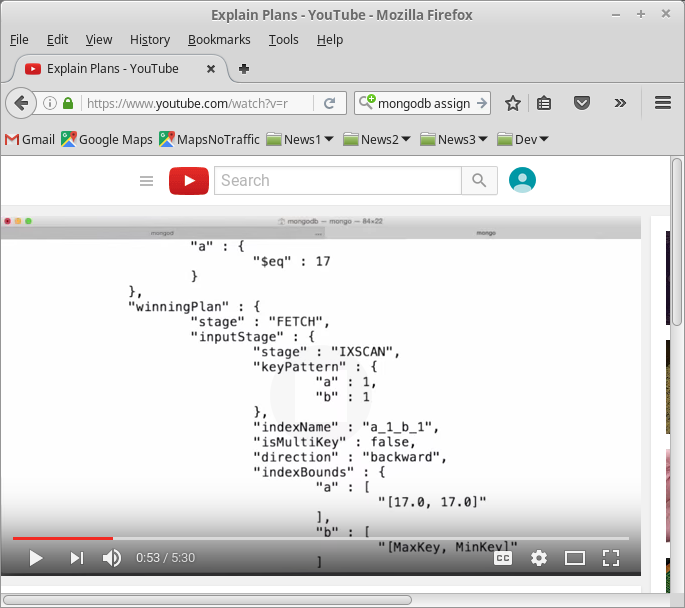 Explain Plans - YouTube - Mozilla Firefox
File Edit View History Bookmarks Tools Help
Explain Plans - YouTube
https://www.youtube.com/watch?v=r
mongodb assign
Gmail Google Maps MapsNoTraffic News1 News2 News3 Dev
Search
mongodb — mongo — 84×22
mongod ... mongo
"a" : {
"$eq" : 17
}
},
"winningPlan" : {
"stage" : "FETCH",
"inputStage" : {
"stage" : "IXSCAN",
"keyPattern" : {
"a" : 1,
"b" : 1
},
"indexName" : "a_1_b_1",
"isMultiKey" : false,
"direction" : "backward",
"indexBounds" : {
"a" : [
"[17.0, 17.0]"
],
"b" : [
"[MaxKey, MinKey]"
]
0:53 / 5:30
CC